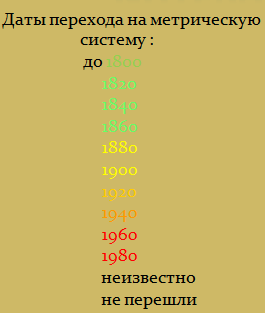 Даты перехода на метрическую
систему :
до 1800
1820
1840
1860
1880
1900
1920
1940
1960
1980
неизвестно
не перешли